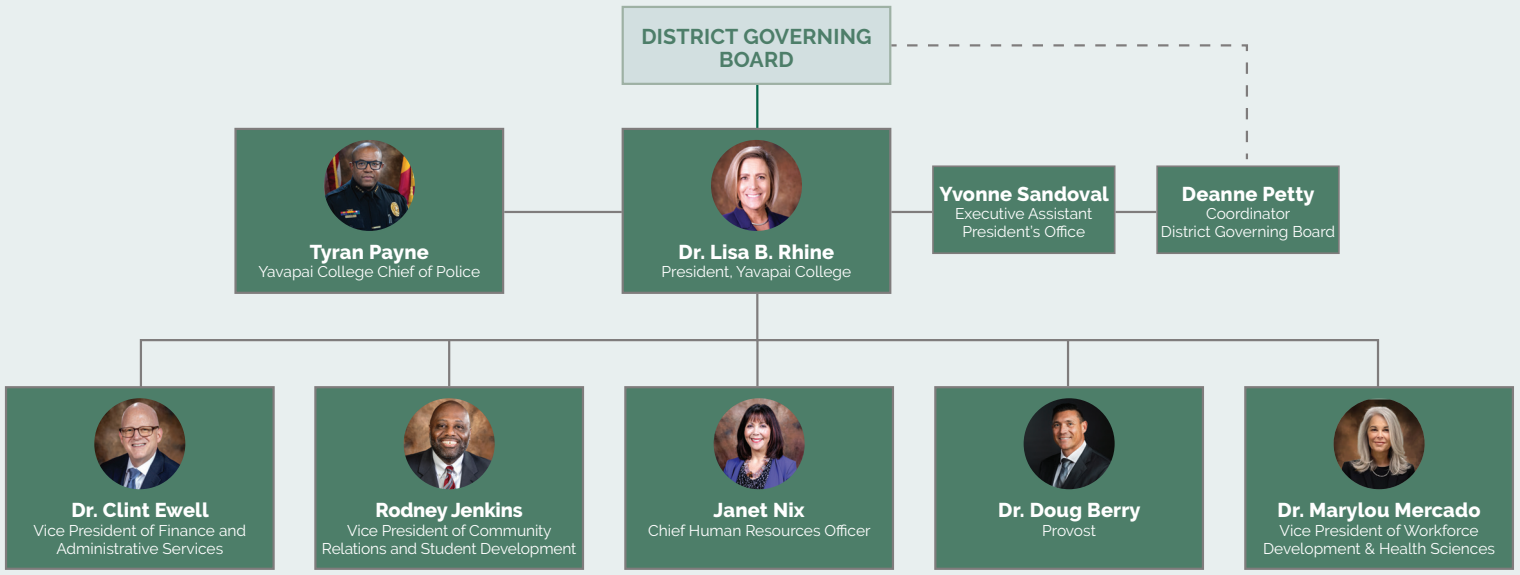 DISTRICT GOVERNING
BOARD
Tyran Payne
Yavapai College Chief of Police
Dr. Lisa B. Rhine
President, Yavapai College
Yvonne Sandoval
Executive Assistant
President's Office
Deanne Petty
Coordinator
District Governing Board
Dr. Clint Ewell
Vice President of Finance and
Administrative Services
Rodney Jenkins
Vice President of Community
Relations and Student Development
Janet Nix
Chief Human Resources Officer
Dr. Doug Berry
Provost
Dr. Marylou Mercado
Vice President of Workforce
Development & Health Sciences